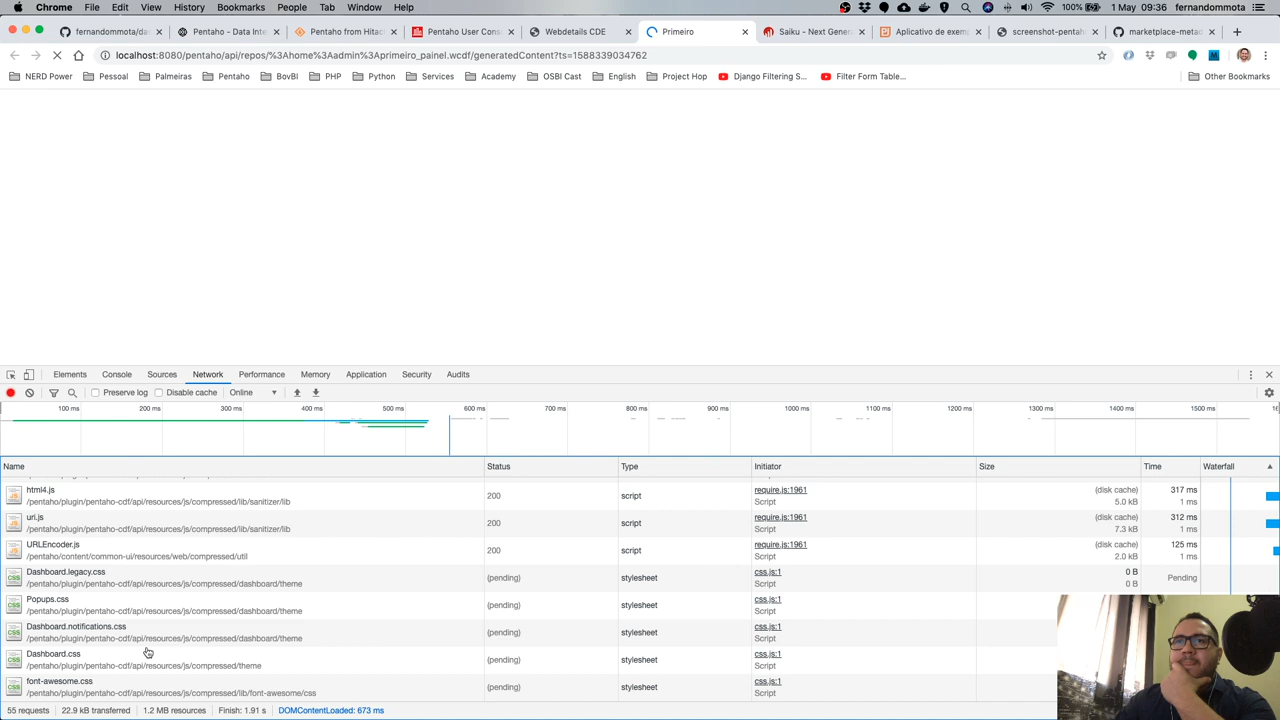 Chrome File Edit View History Bookmarks People Tab Window Help 100% 1 May 09:36 fernandommota
fernandommota/da Pentaho - Data Inte Pentaho from Hitac Pentaho User Cons Webdetails CDE Primeiro Saiku - Next Genera Aplicativo de exemp screenshot-pentah marketplace-metad
localhost:8080/pentaho/api/repos/%3Ahome%3Aadmin%3Aprimeiro_painel.wcdf/generatedContent?ts=1588339034762
NERD Power Pessoal Palmeiras Pentaho BovBI PHP Python Services Academy OSBI Cast English Project Hop Django Filtering S... Filter Form Table... Other Bookmarks
Elements Console Sources Network Performance Memory Application Security Audits
Preserve log Disable cache Online
100 ms 200 ms 300 ms 400 ms 500 ms 600 ms 700 ms 800 ms 900 ms 1000 ms 1100 ms 1200 ms 1300 ms 1400 ms 1500 ms
Name Status Type Initiator Size Time Waterfall
html4.js 200 script require.js:1961 (disk cache) 317 ms
/pentaho/plugin/pentaho-cdf/api/resources/js/compressed/lib/sanitizer/lib Script 5.0 kB 1 ms
uri.js 200 script require.js:1961 (disk cache) 312 ms
/pentaho/plugin/pentaho-cdf/api/resources/js/compressed/lib/sanitizer/lib Script 7.3 kB 1 ms
URLEncoder.js 200 script require.js:1961 (disk cache) 125 ms
/pentaho/content/common-ui/resources/web/compressed/util Script 2.0 kB 1 ms
Dashboard.legacy.css (pending) stylesheet css.js:1 0 B Pending
/pentaho/plugin/pentaho-cdf/api/resources/js/compressed/dashboard/theme Script 0 B
Popups.css (pending) stylesheet css.js:1
/pentaho/plugin/pentaho-cdf/api/resources/js/compressed/dashboard/theme Script
Dashboard.notifications.css (pending) stylesheet css.js:1
/pentaho/plugin/pentaho-cdf/api/resources/js/compressed/dashboard/theme Script
Dashboard.css (pending) stylesheet css.js:1
/pentaho/plugin/pentaho-cdf/api/resources/js/compressed/theme Script
font-awesome.css (pending) stylesheet css.js:1
/pentaho/plugin/pentaho-cdf/api/resources/js/compressed/lib/font-awesome/css Script
55 requests 22.9 kB transferred 1.2 MB resources Finish: 1.91 s DOMContentLoaded: 673 ms